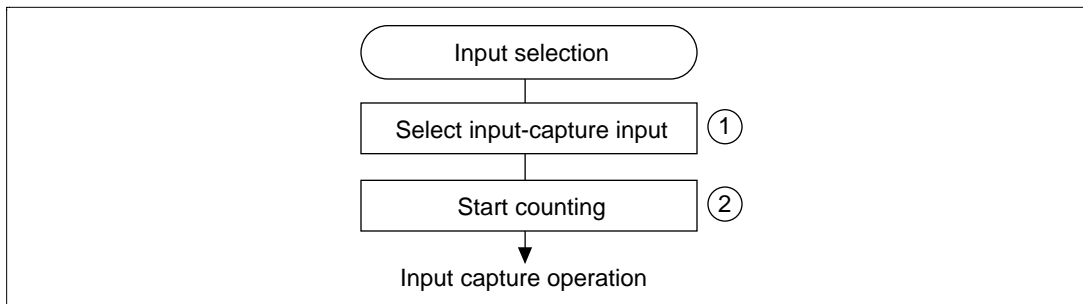 Input selection
Select input-capture input
1
Start counting
2
Input capture operation